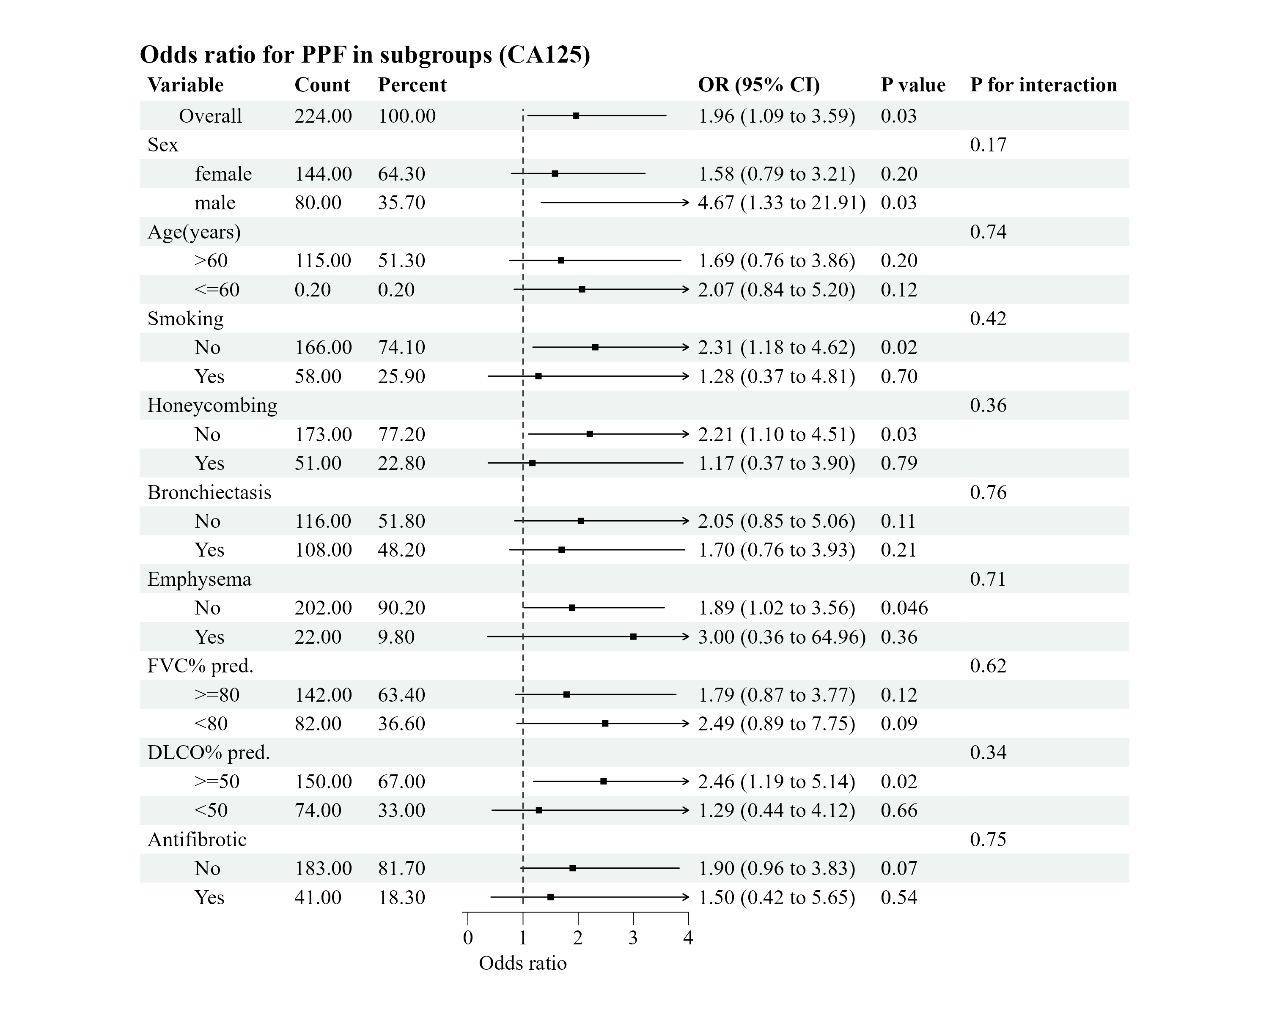 Odds ratio for PPF in subgroups (CA125)
Variable Count Percent OR (95% CI) P value P for interaction
Overall 224.00 100.00 1.96 (1.09 to 3.59) 0.03
Sex 0.17
female 144.00 64.30 1.58 (0.79 to 3.21) 0.20
male 80.00 35.70 4.67 (1.33 to 21.91) 0.03
Age(years) 0.74
>60 115.00 51.30 1.69 (0.76 to 3.86) 0.20
<=60 0.20 0.20 2.07 (0.84 to 5.20) 0.12
Smoking 0.42
No 166.00 74.10 2.31 (1.18 to 4.62) 0.02
Yes 58.00 25.90 1.28 (0.37 to 4.81) 0.70
Honeycombing 0.36
No 173.00 77.20 2.21 (1.10 to 4.51) 0.03
Yes 51.00 22.80 1.17 (0.37 to 3.90) 0.79
Bronchiectasis 0.76
No 116.00 51.80 2.05 (0.85 to 5.06) 0.11
Yes 108.00 48.20 1.70 (0.76 to 3.93) 0.21
Emphysema 0.71
No 202.00 90.20 1.89 (1.02 to 3.56) 0.046
Yes 22.00 9.80 3.00 (0.36 to 64.96) 0.36
FVC% pred. 0.62
>=80 142.00 63.40 1.79 (0.87 to 3.77) 0.12
<80 82.00 36.60 2.49 (0.89 to 7.75) 0.09
DLCO% pred. 0.34
>=50 150.00 67.00 2.46 (1.19 to 5.14) 0.02
<50 74.00 33.00 1.29 (0.44 to 4.12) 0.66
Antifibrotic 0.75
No 183.00 81.70 1.90 (0.96 to 3.83) 0.07
Yes 41.00 18.30 1.50 (0.42 to 5.65) 0.54
0 1 2 3 4
Odds ratio